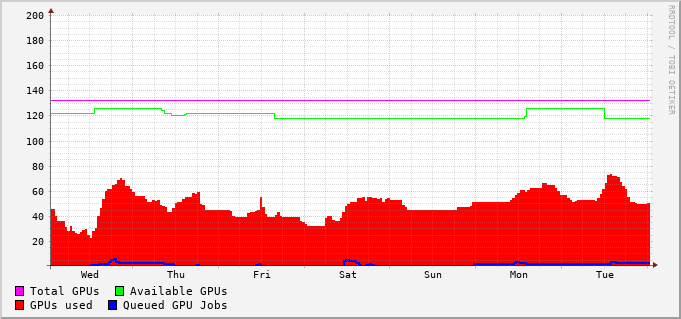 200
180
160
140
120
100
80
60
40
20
Wed Thu Fri Sat Sun Mon Tue
Total GPUs Available GPUs
GPUs used Queued GPU Jobs
RRDTOOL / TOBI OETIKER